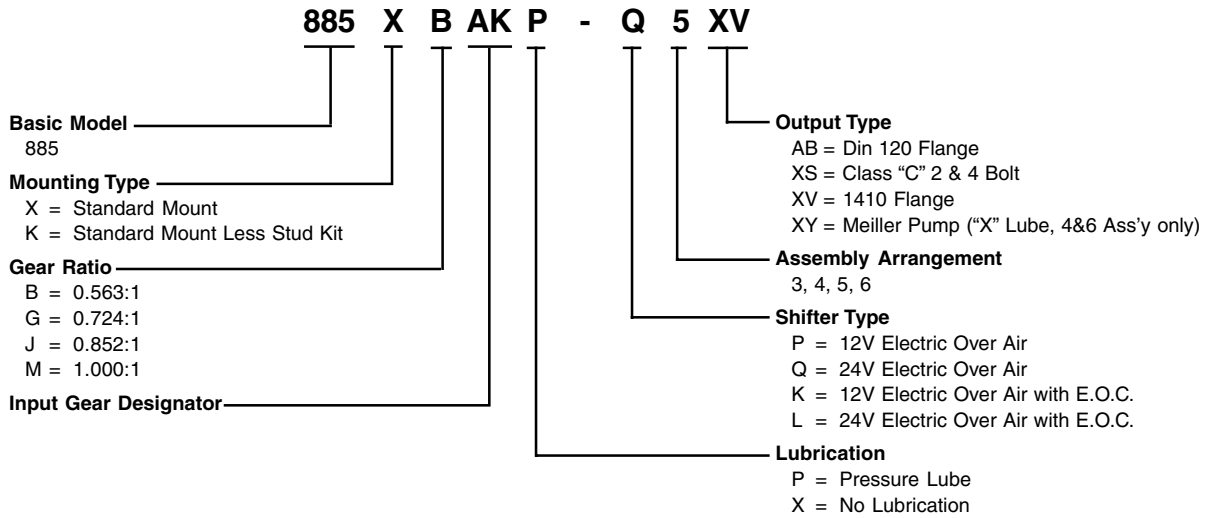 885 X B AK P - Q 5 XV
Basic Model
885
Mounting Type
X = Standard Mount
K = Standard Mount Less Stud Kit
Gear Ratio
B = 0.563:1
G = 0.724:1
J = 0.852:1
M = 1.000:1
Input Gear Designator
Output Type
AB = Din 120 Flange
XS = Class “C” 2 & 4 Bolt
XV = 1410 Flange
XY = Meiller Pump (“X” Lube, 4&6 Ass’y only)
Assembly Arrangement
3, 4, 5, 6
Shifter Type
P = 12V Electric Over Air
Q = 24V Electric Over Air
K = 12V Electric Over Air with E.O.C.
L = 24V Electric Over Air with E.O.C.
Lubrication
P = Pressure Lube
X = No Lubrication